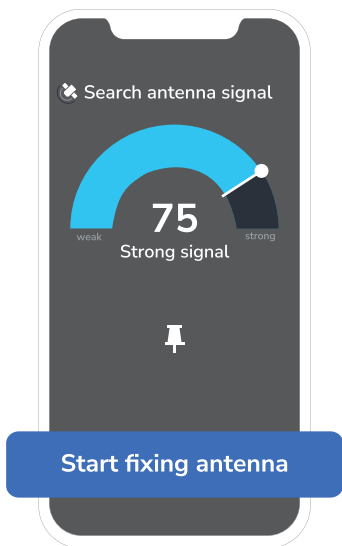 Search antenna signal
75
weak
strong
Strong signal
Start fixing antenna